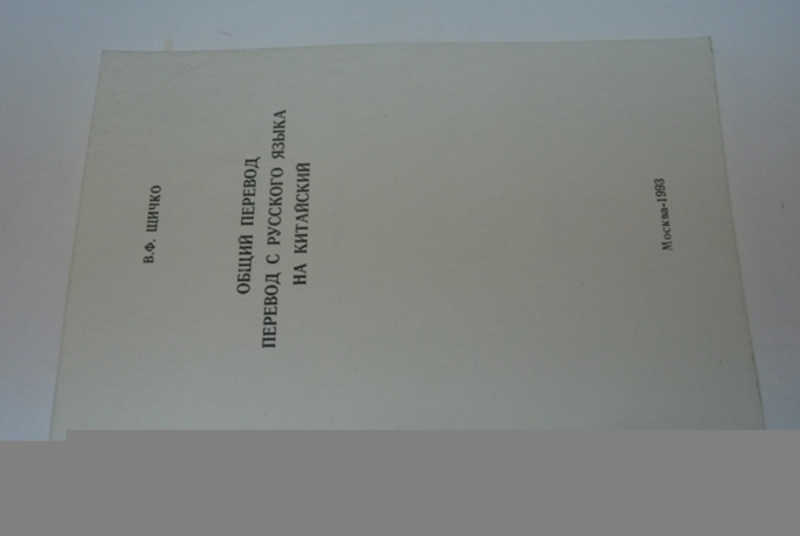 В.Ф. ЩИЧКО
ОБЩИЙ ПЕРЕВОД
ПЕРЕВОД С РУССКОГО ЯЗЫКА
НА КИТАЙСКИЙ
Москва-1993